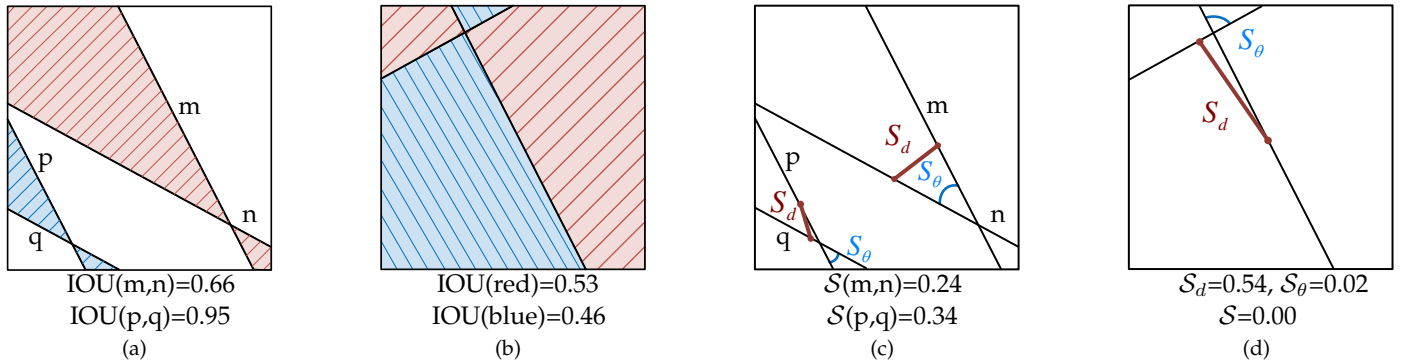 m
p
n
q
IOU(m,n)=0.66
IOU(p,q)=0.95
(a)
IOU(red)=0.53
IOU(blue)=0.46
(b)
m
S_d
p
S_θ
S_d
n
q
S_θ
𝒮(m,n)=0.24
𝒮(p,q)=0.34
(c)
S_θ
S_d
𝒮_d=0.54, 𝒮_θ=0.02
𝒮=0.00
(d)